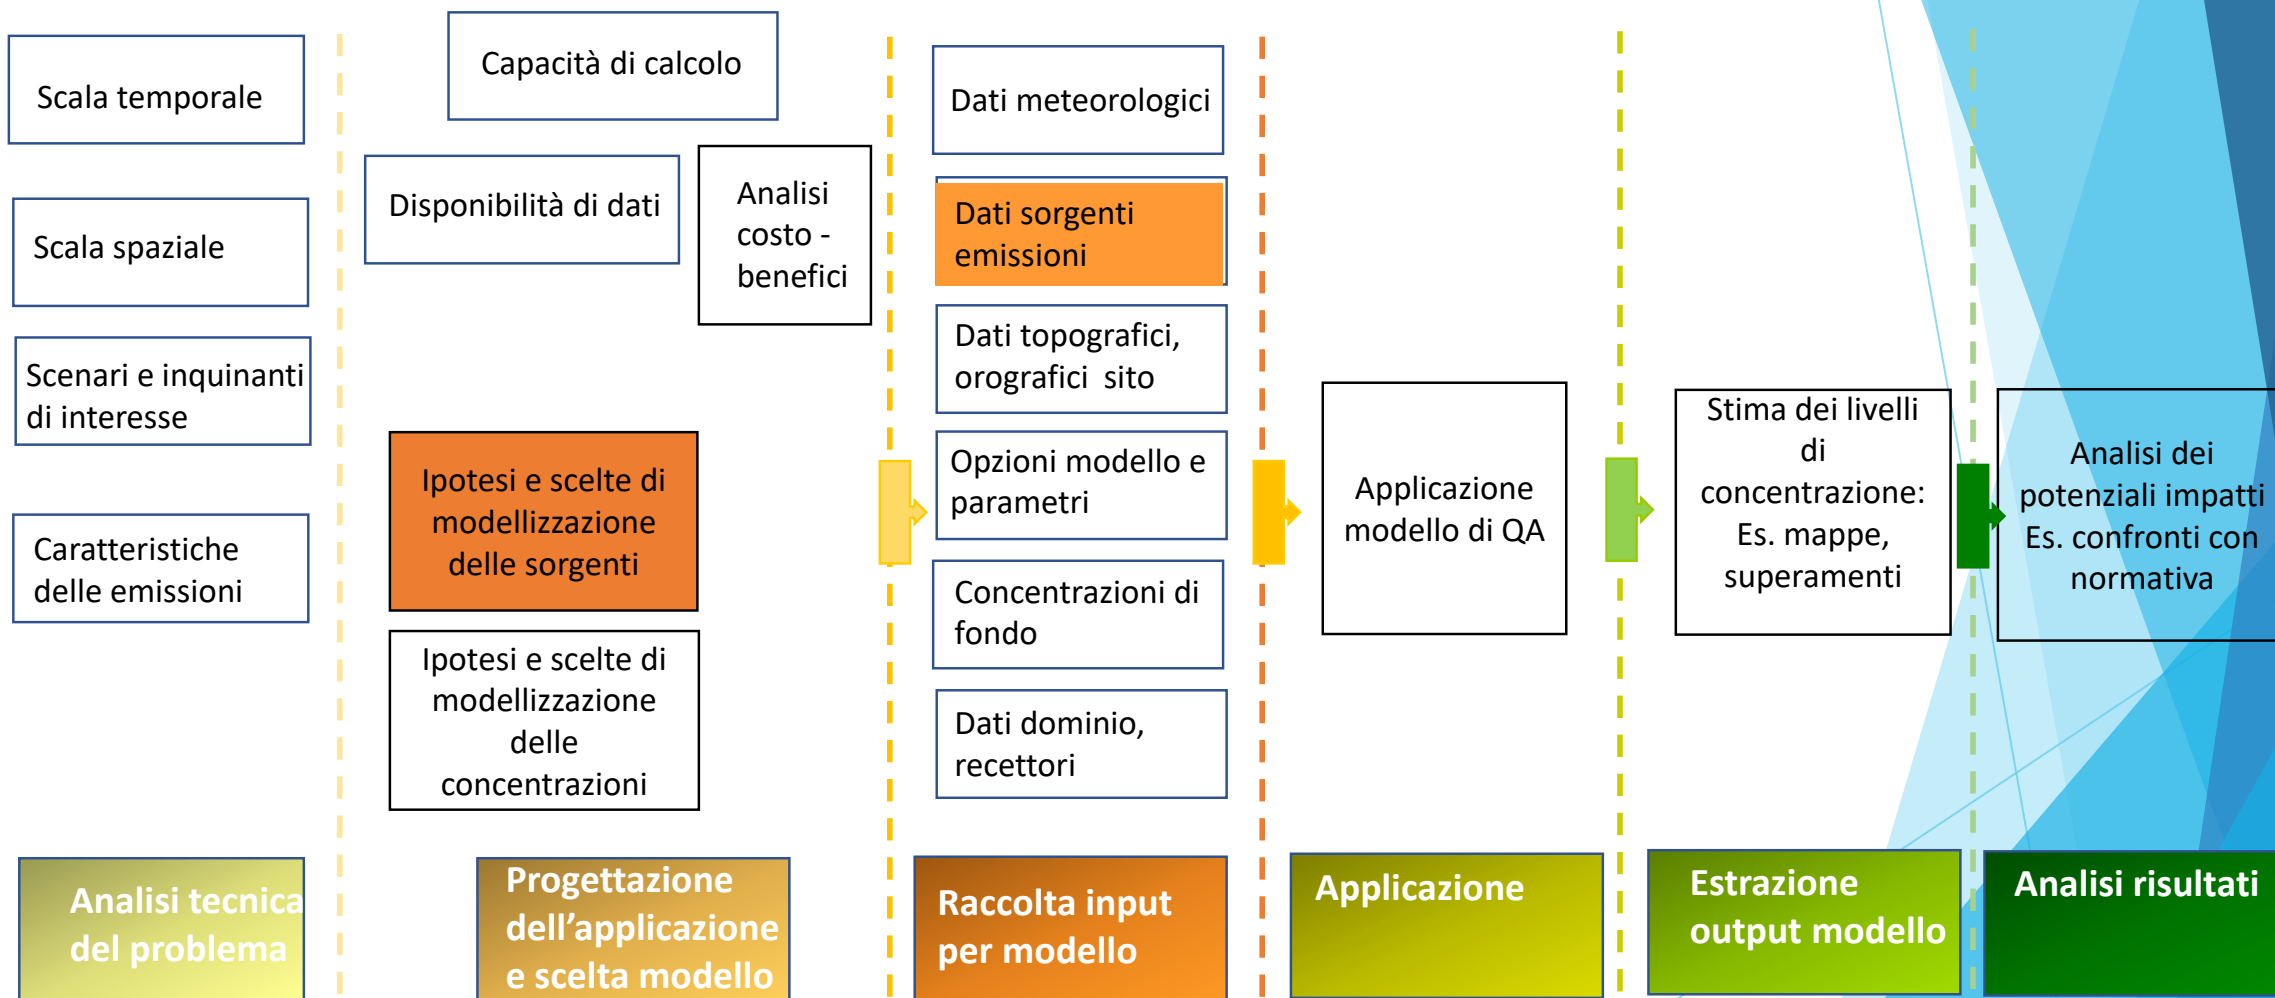 Scala temporale
Scala spaziale
Scenari e inquinanti
di interesse
Caratteristiche
delle emissioni
Analisi tecnica
del problema
Capacità di calcolo
Disponibilità di dati
Analisi
costo -
benefici
Ipotesi e scelte di
modellizzazione
delle sorgenti
Ipotesi e scelte di
modellizzazione
delle
concentrazioni
Progettazione
dell’applicazione
e scelta modello
Dati meteorologici
Dati sorgenti
emissioni
Dati topografici,
orografici sito
Opzioni modello e
parametri
Concentrazioni di
fondo
Dati dominio,
recettori
Raccolta input
per modello
Applicazione
modello di QA
Applicazione
Stima dei livelli
di
concentrazione:
Es. mappe,
superamenti
Estrazione
output modello
Analisi dei
potenziali impatti
Es. confronti con
normativa
Analisi risultati